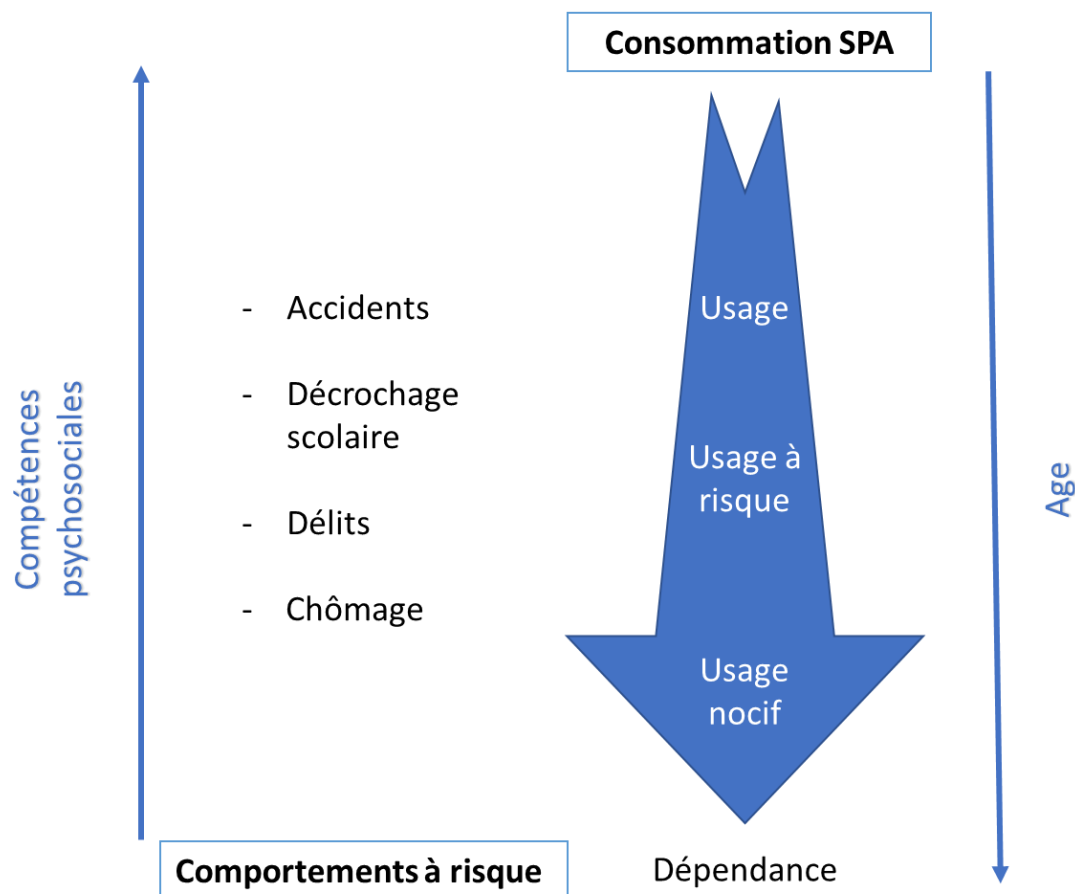 Consommation SPA
Compétences
psychosociales
- Accidents
- Décrochage
scolaire
- Délits
- Chômage
Usage
Usage à
risque
Usage
nocif
Age
Comportements à risque
Dépendance